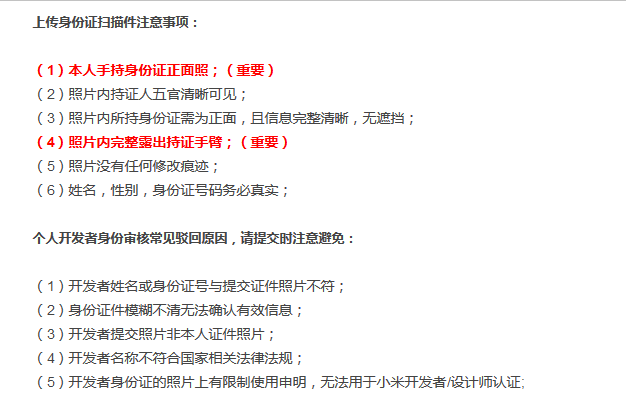 上传身份证扫描件注意事项：
（1）本人手持身份证正面照；（重要）
（2）照片内持证人五官清晰可见；
（3）照片内所持身份证需为正面，且信息完整清晰，无遮挡；
（4）照片内完整露出持证手臂；（重要）
（5）照片没有任何修改痕迹；
（6）姓名，性别，身份证号码务必真实；
个人开发者身份审核常见驳回原因，请提交时注意避免：
（1）开发者姓名或身份证号与提交证件照片不符；
（2）身份证件模糊不清无法确认有效信息；
（3）开发者提交照片非本人证件照片；
（4）开发者名称不符合国家相关法律法规；
（5）开发者身份证的照片上有限制使用申明，无法用于小米开发者/设计师认证;